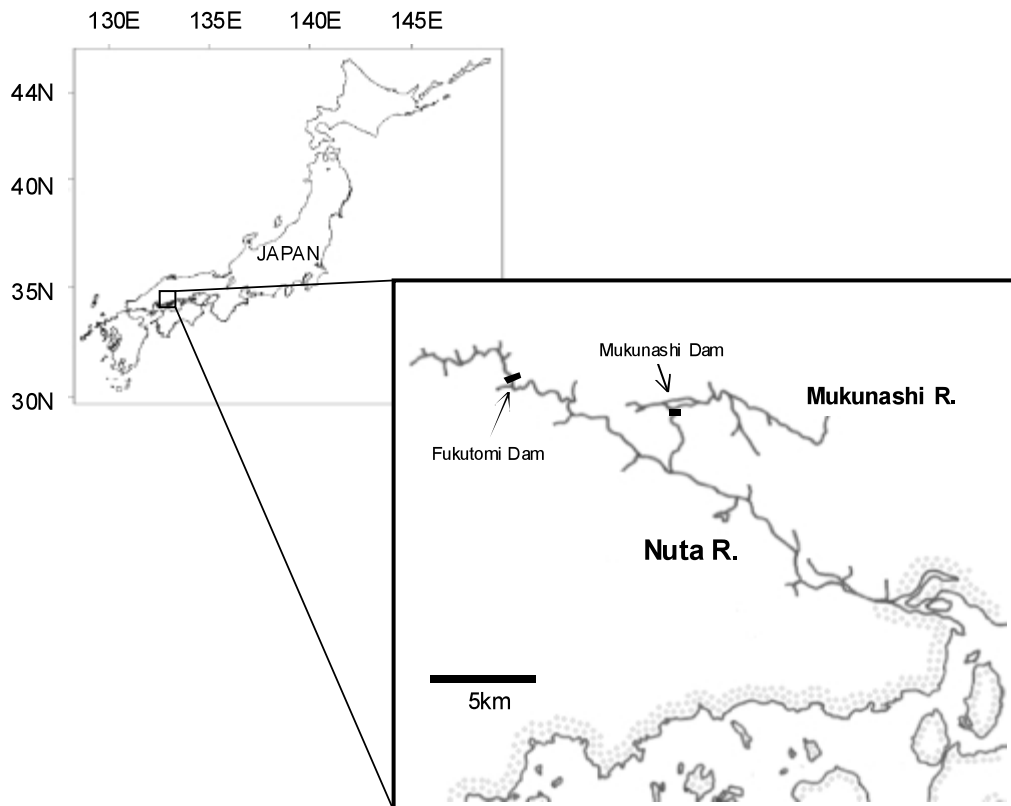 130E 135E 140E 145E
44N
40N
JAPAN
35N
30N
Mukunashi Dam
Mukunashi R.
Fukutomi Dam
Nuta R.
5km